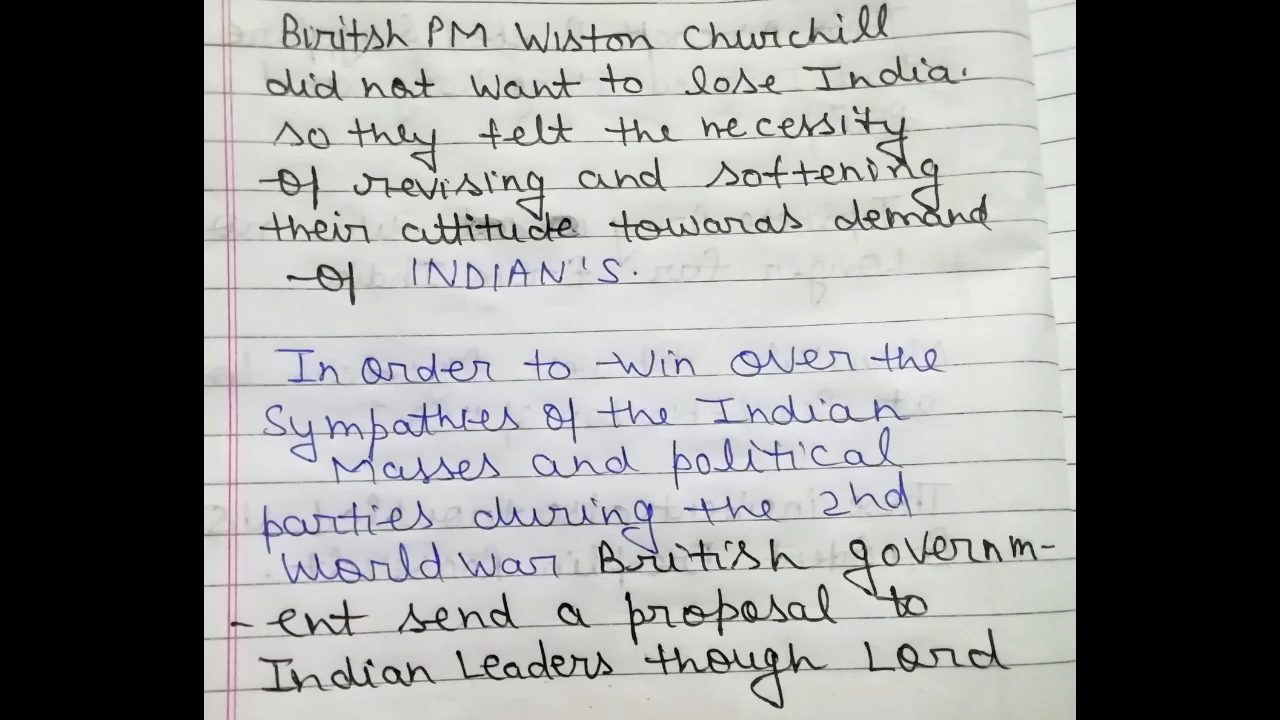 Biritsh PM Wiston Churchill
did not want to lose India.
so they felt the necessity
of revising and softening
their attitude towards demand
of INDIAN'S.
In order to win over the
Sympathies of the Indian
Masses and political
parties during the 2nd
World war British governm-
-ent send a proposal to
Indian Leaders though Lord